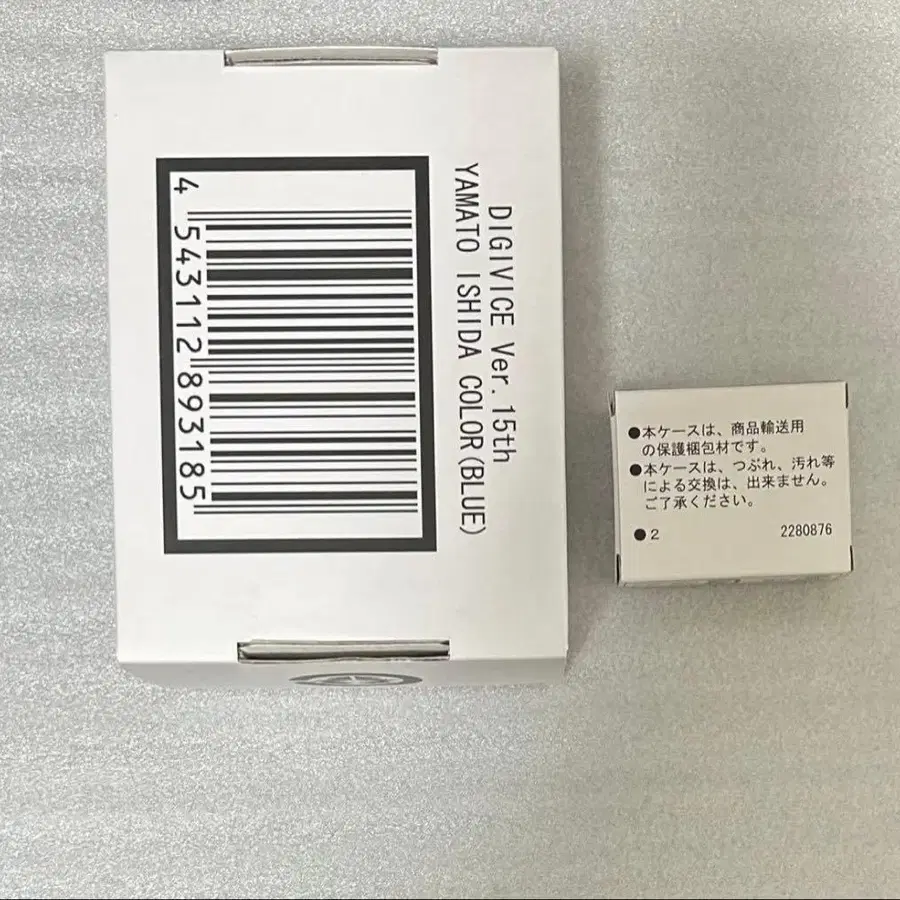 DIGIVICE Ver.15th
YAMATO ISHIDA COLOR(BLUE)
4 543112 893185
●本ケースは、商品輸送用
の保護梱包材です。
●本ケースは、つぶれ、汚れ等
による交換は、出来ません。
ご了承ください。
●2 2280876